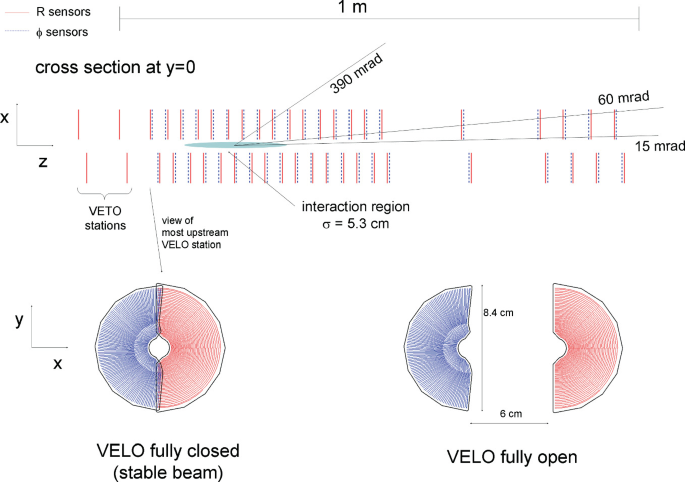 R sensors
1 m
ϕ sensors
cross section at y=0
390 mrad
60 mrad
x
15 mrad
z
VETO
stations
interaction region
σ = 5.3 cm
view of
most upstream
VELO station
y
x
8.4 cm
6 cm
VELO fully closed
(stable beam)
VELO fully open